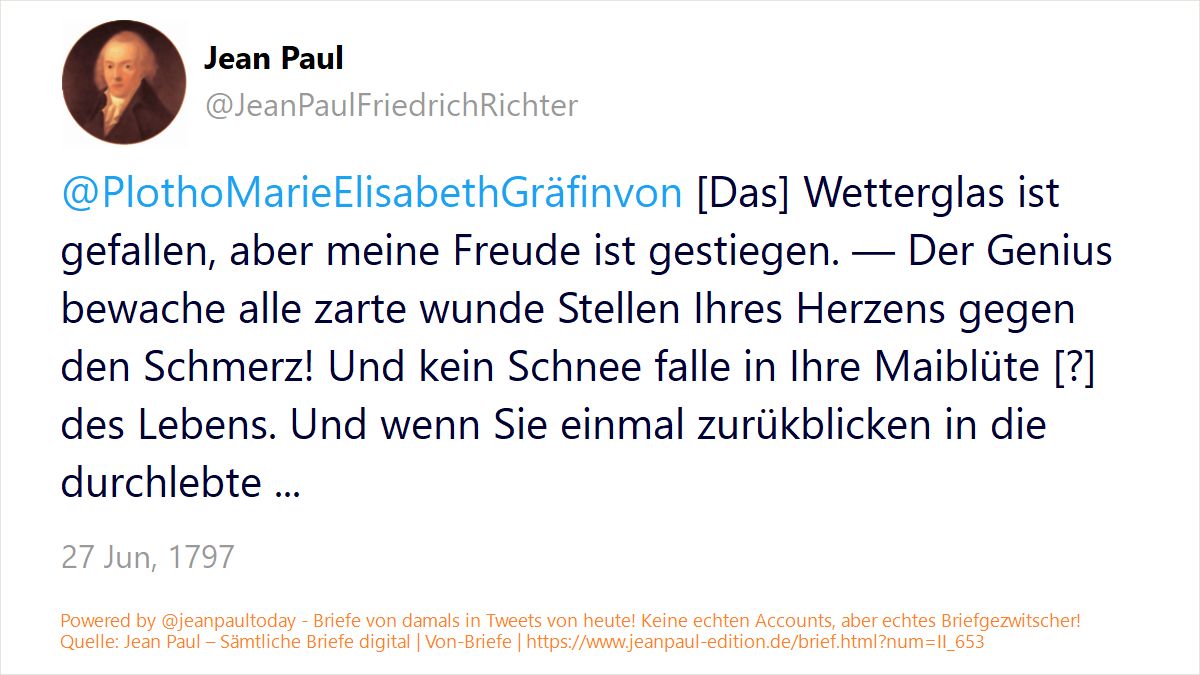 Jean Paul
@JeanPaulFriedrichRichter
@PlothoMarieElisabethGräfinvon [Das] Wetterglas ist
gefallen, aber meine Freude ist gestiegen. — Der Genius
bewache alle zarte wunde Stellen Ihres Herzens gegen
den Schmerz! Und kein Schnee falle in Ihre Maiblüte [?]
des Lebens. Und wenn Sie einmal zurükblicken in die
durchlebte ...
27 Jun, 1797
Powered by @jeanpaultoday - Briefe von damals in Tweets von heute! Keine echten Accounts, aber echtes Briefgezwitscher!
Quelle: Jean Paul – Sämtliche Briefe digital | Von-Briefe | https://www.jeanpaul-edition.de/brief.html?num=II_653